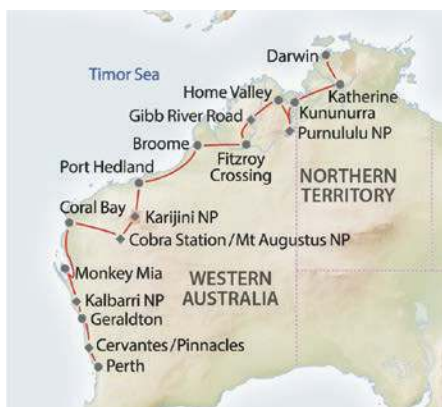 Darwin
Timor Sea
Home Valley
Katherine
Gibb River Road
Kununurra
Purnululu NP
Broome
Fitzroy
Crossing
Port Hedland
NORTHERN
TERRITORY
Coral Bay
Karijini NP
Cobra Station/Mt Augustus NP
Monkey Mia
WESTERN
AUSTRALIA
Kalbarri NP
Geraldton
Cervantes/Pinnacles
Perth